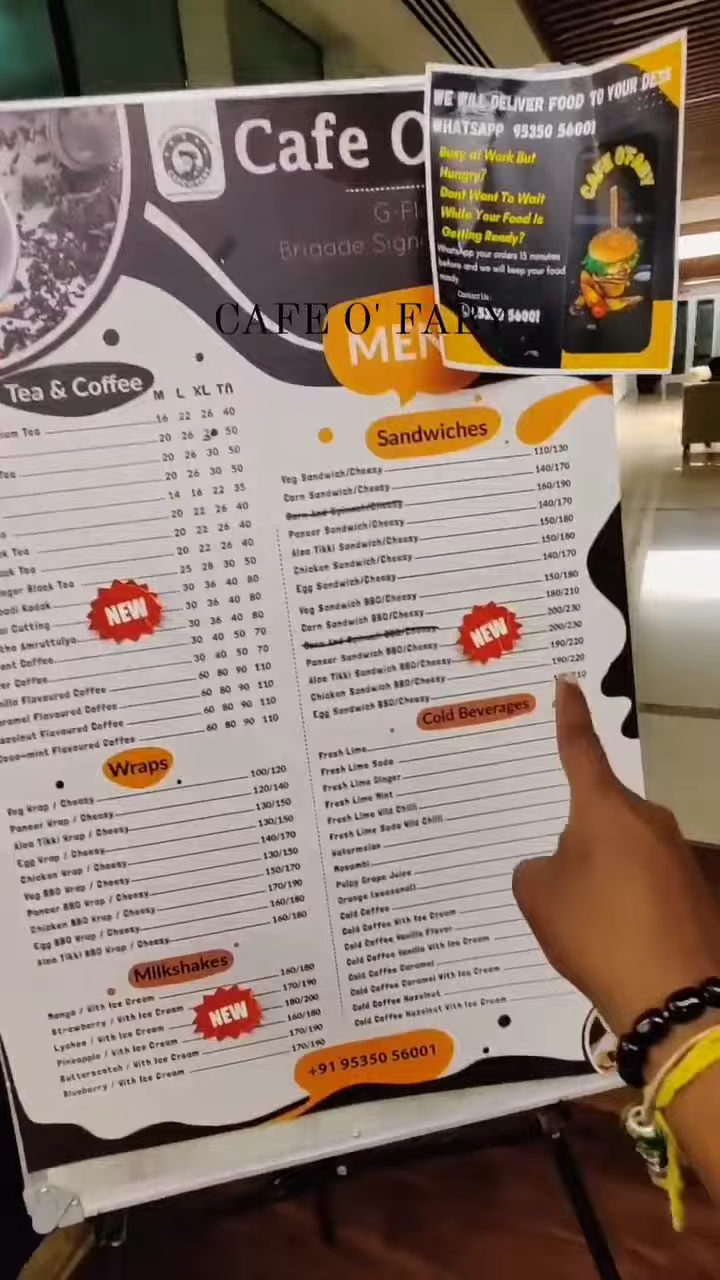 Cafe O
G-Fl
Brigade Sign
WE WILL DELIVER FOOD TO YOUR DESK
WHATSAPP 95350 56001
Busy at Work But
Hungry?
Dont Want To Wait
While Your Food Is
Getting Ready?
WhatsApp your orders 15 minutes
before and we will keep your food
ready
Contact Us :
95350 56001
CAFE OTOEY
CAFE O' FAEY
MEN
Tea & Coffee M L XL TA
ium Tea 16 22 26 40
20 26 30 50
Tea 20 26 30 50
20 26 30 50
14 16 22 35
20 22 26 40
k Tea 20 22 26 40
Tea 20 22 26 40
nger Black Tea 25 28 30 50
badi Kadak 30 36 40 80
ai Cutting 30 36 40 80
tha Amruttulya 30 36 40 80
ant Coffee 30 40 50 70
er Coffee 30 40 50 70
nilla Flavoured Coffee 60 80 90 110
aramel Flavoured Coffee 60 80 90 110
azelnut Flavoured Coffee 60 80 90 110
Coco-mint Flavoured Coffee 60 80 90 110
NEW
Wraps
Veg Wrap / Cheesy 100/120
Paneer Wrap / Cheesy 120/140
Aloo Tikki Wrap / Cheesy 130/150
Egg Wrap / Cheesy 130/150
Chicken Wrap / Cheesy 140/170
Veg BBQ Wrap / Cheesy 130/150
Paneer BBQ Wrap / Cheesy 150/170
Chicken BBQ Wrap / Cheesy 170/190
Egg BBQ Wrap / Cheesy 160/180
Aloo Tikki BBQ Wrap / Cheesy 160/180
Milkshakes
Mango / With Ice Cream 160/180
Strawberry / With Ice Cream 170/190
Lychee / With Ice Cream 180/200
Pineapple / With Ice Cream 160/180
Butterscotch / With Ice Cream 170/190
Blueberry / With Ice Cream 170/190
NEW
Sandwiches
Veg Sandwich/Cheesy 110/130
Corn Sandwich/Cheesy 140/170
Corn And Spinach/Cheesy 160/190
Paneer Sandwich/Cheesy 140/170
Aloo Tikki Sandwich/Cheesy 150/180
Chicken Sandwich/Cheesy 150/180
Egg Sandwich/Cheesy 140/170
Veg Sandwich BBQ/Cheesy 150/180
Corn Sandwich BBQ/Cheesy 180/210
Corn And Spinach BBQ/Cheesy 200/230
Paneer Sandwich BBQ/Cheesy 200/230
Aloo Tikki Sandwich BBQ/Cheesy 190/220
Chicken Sandwich BBQ/Cheesy 190/220
Egg Sandwich BBQ/Cheesy
NEW
Cold Beverages
Fresh Lime
Fresh Lime Soda
Fresh Lime Ginger
Fresh Lime Mint
Fresh Lime Wild Chilli
Fresh Lime Soda Wild Chilli
Watermelon
Mosambi
Pulpy Grape Juice
Orange (seasonal)
Cold Coffee
Cold Coffee With Ice Cream
Cold Coffee Vanilla Flavor
Cold Coffee Vanilla With Ice Cream
Cold Coffee Caramel
Cold Coffee Caramel With Ice Cream
Cold Coffee Hazelnut
Cold Coffee Hazelnut With Ice Cream
+91 95350 56001